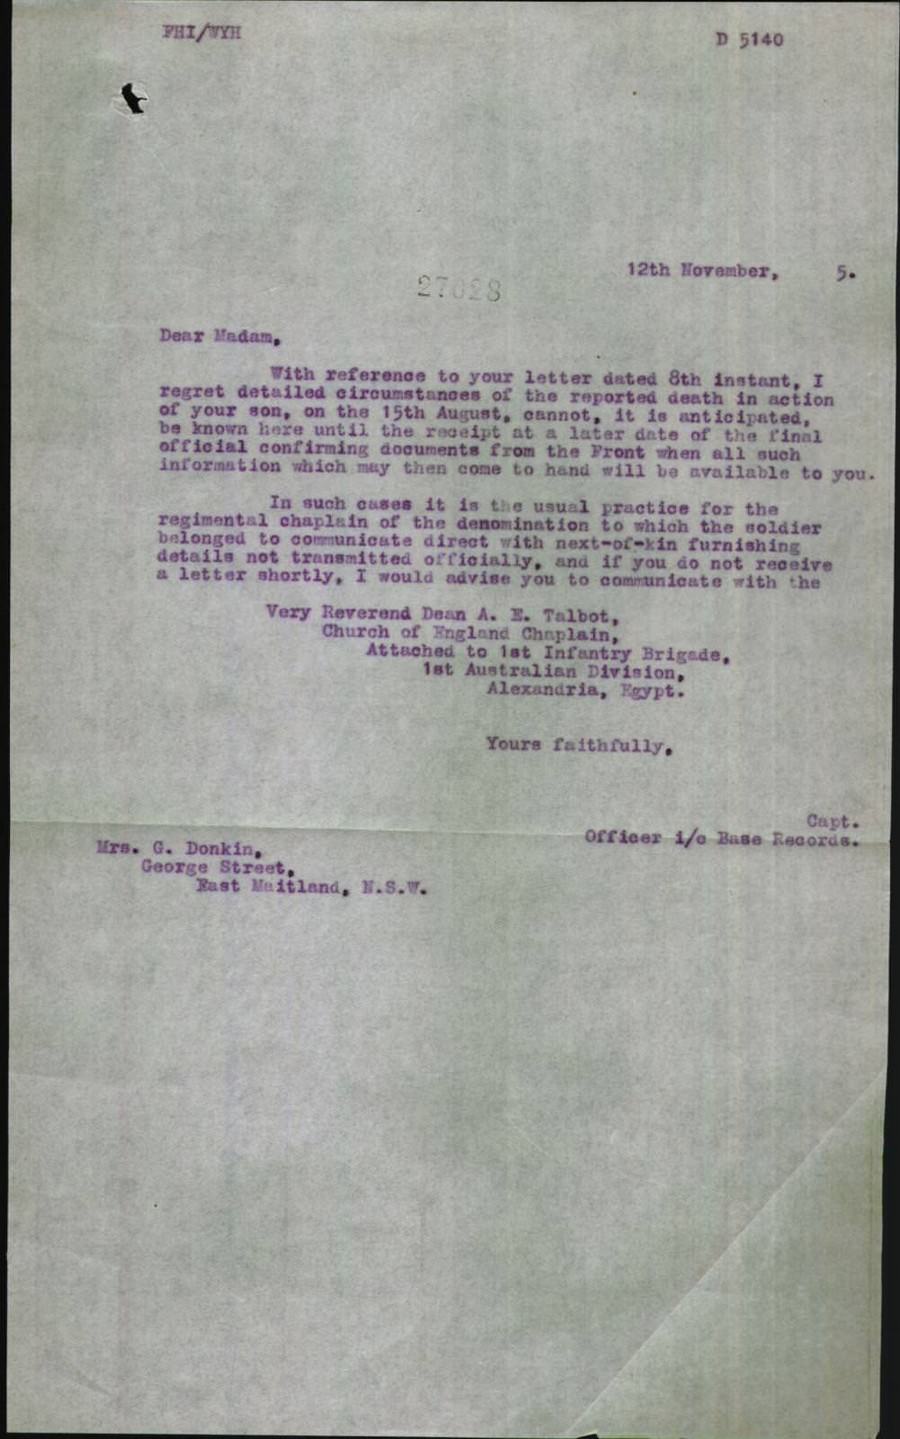 FHI/WYH
D 5140
12th November, 5.
27028
Dear Madam,
With reference to your letter dated 8th instant, I
regret detailed circumstances of the reported death in action
of your son, on the 15th August, cannot, it is anticipated,
be known here until the receipt at a later date of the final
official confirming documents from the Front when all such
information which may then come to hand will be available to you.
In such cases it is the usual practice for the
regimental chaplain of the denomination to which the soldier
belonged to communicate direct with next-of-kin furnishing
details not transmitted officially, and if you do not receive
a letter shortly, I would advise you to communicate with the
Very Reverend Dean A. E. Talbot,
Church of England Chaplain,
Attached to 1st Infantry Brigade,
1st Australian Division,
Alexandria, Egypt.
Yours faithfully,
Capt.
Officer i/c Base Records.
Mrs. G. Donkin,
George Street,
East Maitland, N.S.W.